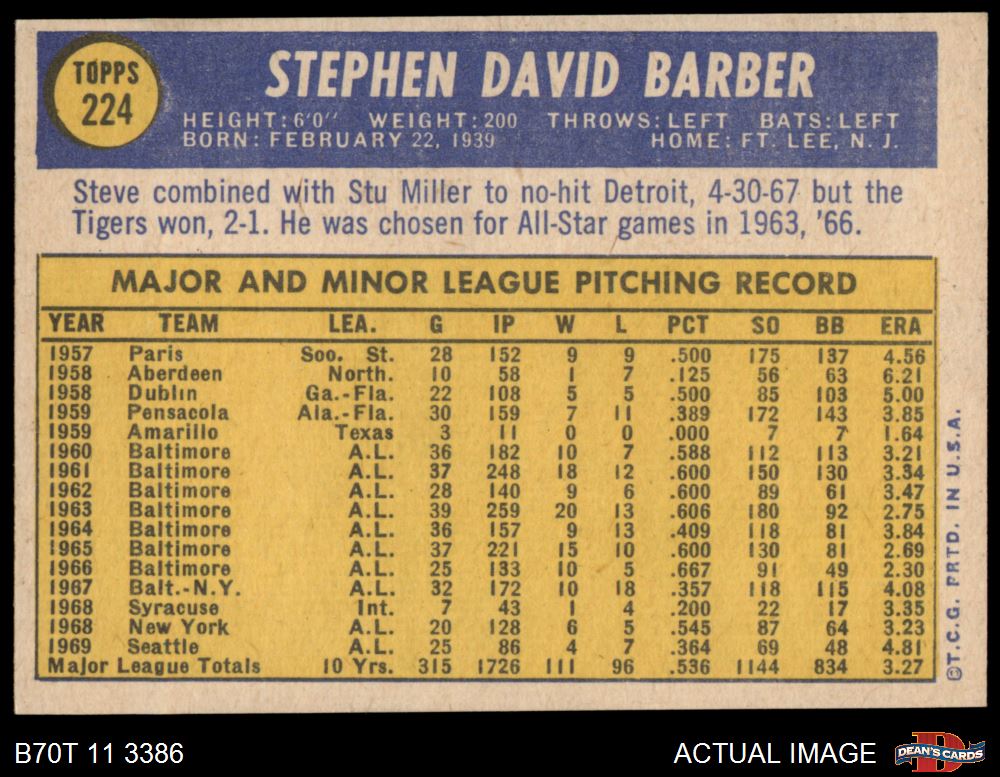 TOPPS
224
STEPHEN DAVID BARBER
HEIGHT: 6'0" WEIGHT: 200 THROWS: LEFT BATS: LEFT
BORN: FEBRUARY 22, 1939 HOME: FT. LEE, N. J.
Steve combined with Stu Miller to no-hit Detroit, 4-30-67 but the
Tigers won, 2-1. He was chosen for All-Star games in 1963, '66.
MAJOR AND MINOR LEAGUE PITCHING RECORD
YEAR TEAM LEA. G IP W L PCT SO BB ERA
1957 Paris Soo. St. 28 152 9 9 .500 175 137 4.56
1958 Aberdeen North. 10 58 1 7 .125 56 63 6.21
1958 Dublin Ga.-Fla. 22 108 5 5 .500 85 103 5.00
1959 Pensacola Ala.-Fla. 30 159 7 11 .389 172 143 3.85
1959 Amarillo Texas 3 11 0 0 .000 7 7 1.64
1960 Baltimore A.L. 36 182 10 7 .588 112 113 3.21
1961 Baltimore A.L. 37 248 18 12 .600 150 130 3.34
1962 Baltimore A.L. 28 140 9 6 .600 89 61 3.47
1963 Baltimore A.L. 39 259 20 13 .606 180 92 2.75
1964 Baltimore A.L. 36 157 9 13 .409 118 81 3.84
1965 Baltimore A.L. 37 221 15 10 .600 130 81 2.69
1966 Baltimore A.L. 25 133 10 5 .667 91 49 2.30
1967 Balt.-N.Y. A.L. 32 172 10 18 .357 118 115 4.08
1968 Syracuse Int. 7 43 1 4 .200 22 17 3.35
1968 New York A.L. 20 128 6 5 .545 87 64 3.23
1969 Seattle A.L. 25 86 4 7 .364 69 48 4.81
Major League Totals 10 Yrs. 315 1726 111 96 .536 1144 834 3.27
©T.C.G. PRTD. IN U.S.A.
B70T 11 3386 ACTUAL IMAGE
D
DEAN'S CARDS